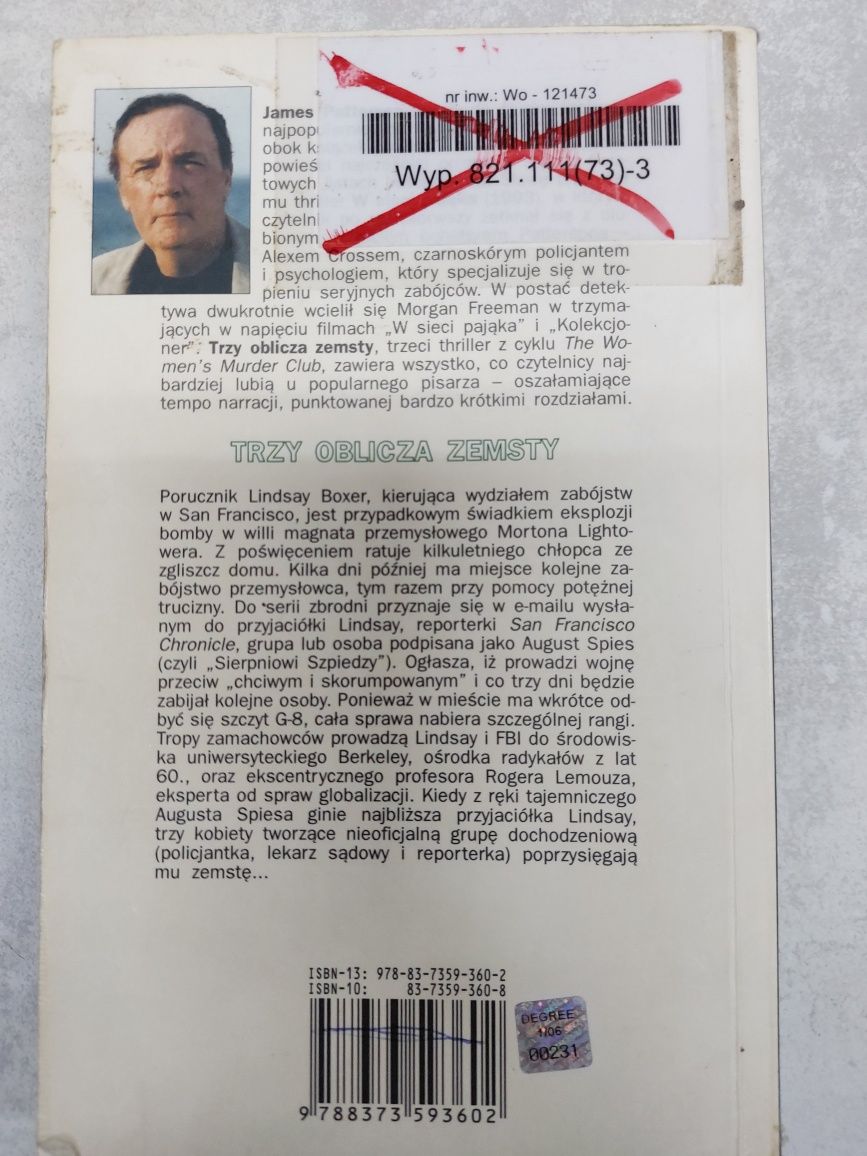 nr inw.: Wo - 121473
Wyp. 821.111(73)-3
James
najpopu
obok k
powieś
towych
mu thri
czytelni
bionym
Alexem Crossem, czarnoskórym policjantem
i psychologiem, który specjalizuje się w tro-
pieniu seryjnych zabójców. W postać detek-
tywa dwukrotnie wcielił się Morgan Freeman w trzyma-
jących w napięciu filmach „W sieci pająka” i „Kolekcjo-
ner”. Trzy oblicza zemsty, trzeci thriller z cyklu The Wo-
men's Murder Club, zawiera wszystko, co czytelnicy naj-
bardziej lubią u popularnego pisarza – oszałamiające
tempo narracji, punktowanej bardzo krótkimi rozdziałami.
TRZY OBLICZA ZEMSTY
Porucznik Lindsay Boxer, kierująca wydziałem zabójstw
w San Francisco, jest przypadkowym świadkiem eksplozji
bomby w willi magnata przemysłowego Mortona Lighto-
wera. Z poświęceniem ratuje kilkuletniego chłopca ze
zgliszcz domu. Kilka dni później ma miejsce kolejne za-
bójstwo przemysłowca, tym razem przy pomocy potężnej
trucizny. Do serii zbrodni przyznaje się w e-mailu wysła-
nym do przyjaciółki Lindsay, reporterki San Francisco
Chronicle, grupa lub osoba podpisana jako August Spies
(czyli „Sierpniowi Szpiedzy”). Ogłasza, iż prowadzi wojnę
przeciw „chciwym i skorumpowanym” i co trzy dni będzie
zabijał kolejne osoby. Ponieważ w mieście ma wkrótce od-
być się szczyt G-8, cała sprawa nabiera szczególnej rangi.
Tropy zamachowców prowadzą Lindsay i FBI do środowis-
ka uniwersyteckiego Berkeley, ośrodka radykałów z lat
60., oraz ekscentrycznego profesora Rogera Lemouza,
eksperta od spraw globalizacji. Kiedy z ręki tajemniczego
Augusta Spiesa ginie najbliższa przyjaciółka Lindsay,
trzy kobiety tworzące nieoficjalną grupę dochodzeniową
(policjantka, lekarz sądowy i reporterka) poprzysięgają
mu zemstę...
ISBN-13: 978-83-7359-360-2
ISBN-10: 83-7359-360-8
DEGREE
1/06
00231
9 788373 593602